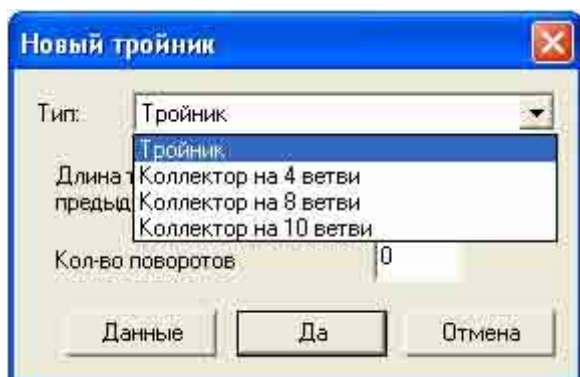 Новый тройник
Тип: Тройник
Тройник
Длина Коллектор на 4 ветви
предыд Коллектор на 8 ветви
Коллектор на 10 ветви
Кол-во поворотов 0
Данные Да Отмена